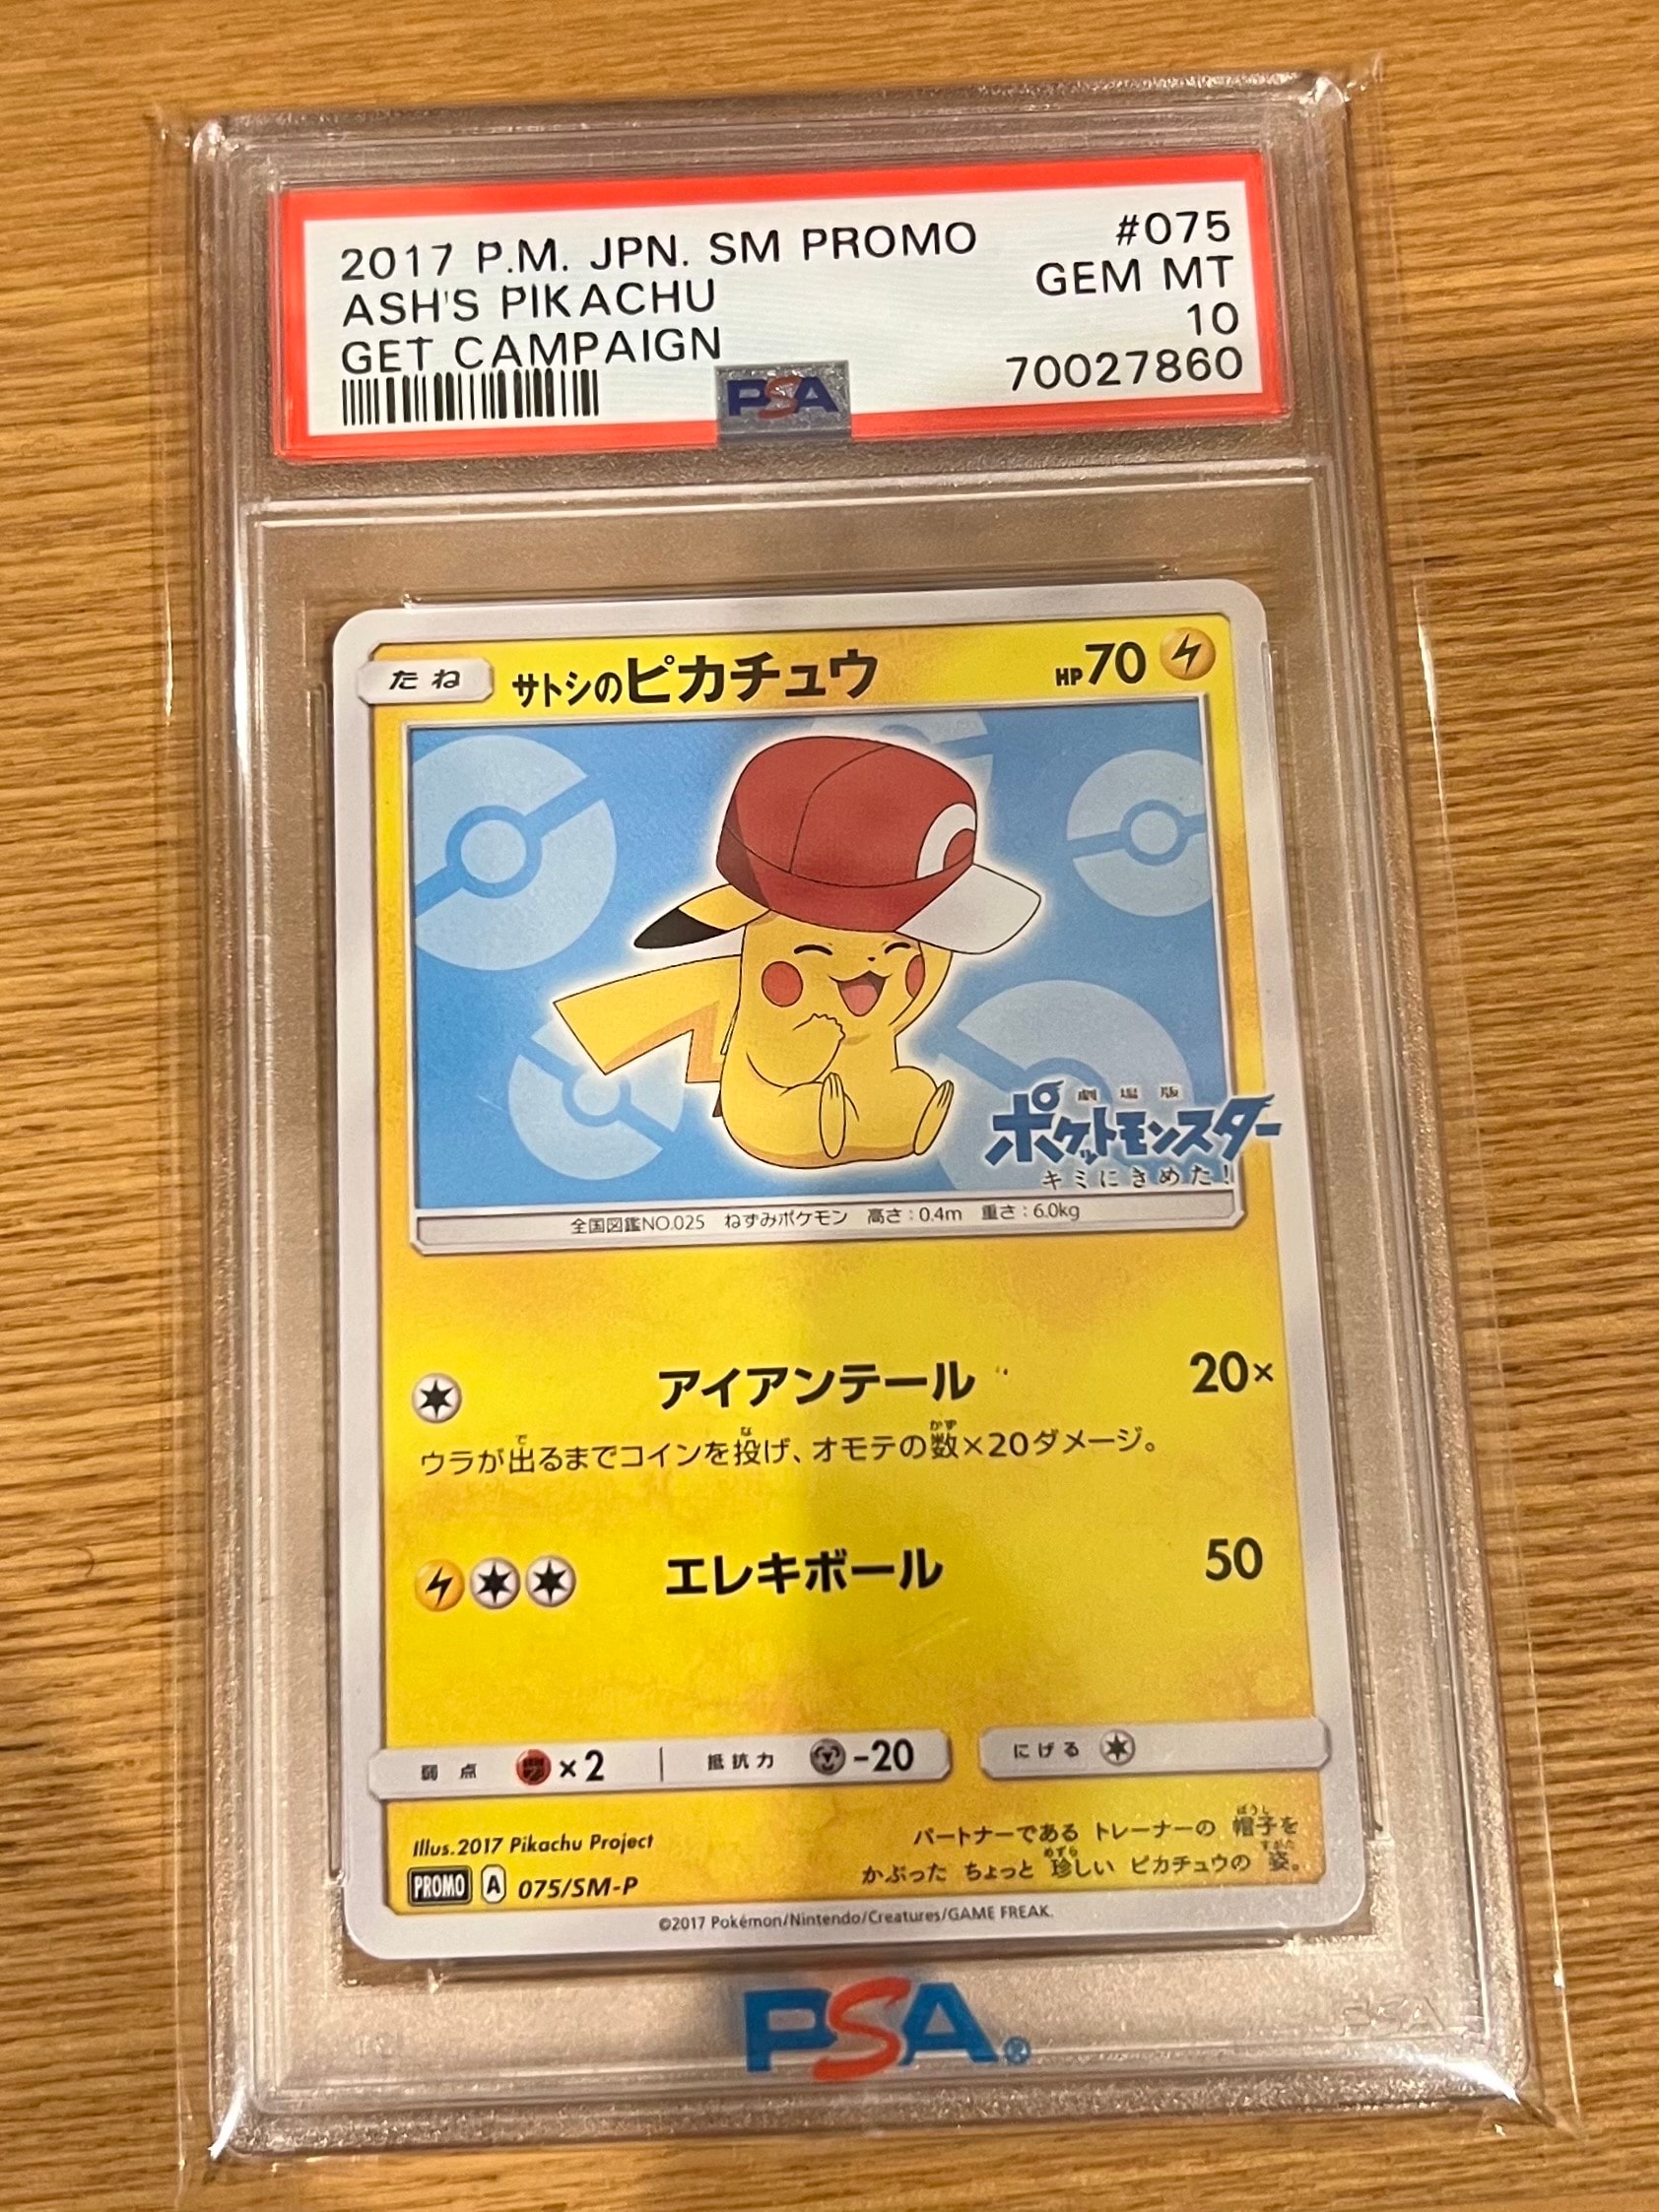 2017 P.M. JPN. SM PROMO #075
ASH'S PIKACHU GEM MT
GET CAMPAIGN 10
70027860
PSA
たね サトシのピカチュウ HP70
劇場版
ポケットモンスター
キミにきめた!
全国図鑑NO.025 ねずみポケモン 高さ:0.4m 重さ:6.0kg
アイアンテール 20×
ウラが出るまでコインを投げ、オモテの数×20ダメージ。
エレキボール 50
弱点 ×2 抵抗力 -20 にげる
Illus.2017 Pikachu Project
パートナーである トレーナーの 帽子を
かぶった ちょっと 珍しい ピカチュウの 姿。
PROMO A 075/SM-P
©2017 Pokémon/Nintendo/Creatures/GAME FREAK.
PSA®
PSA